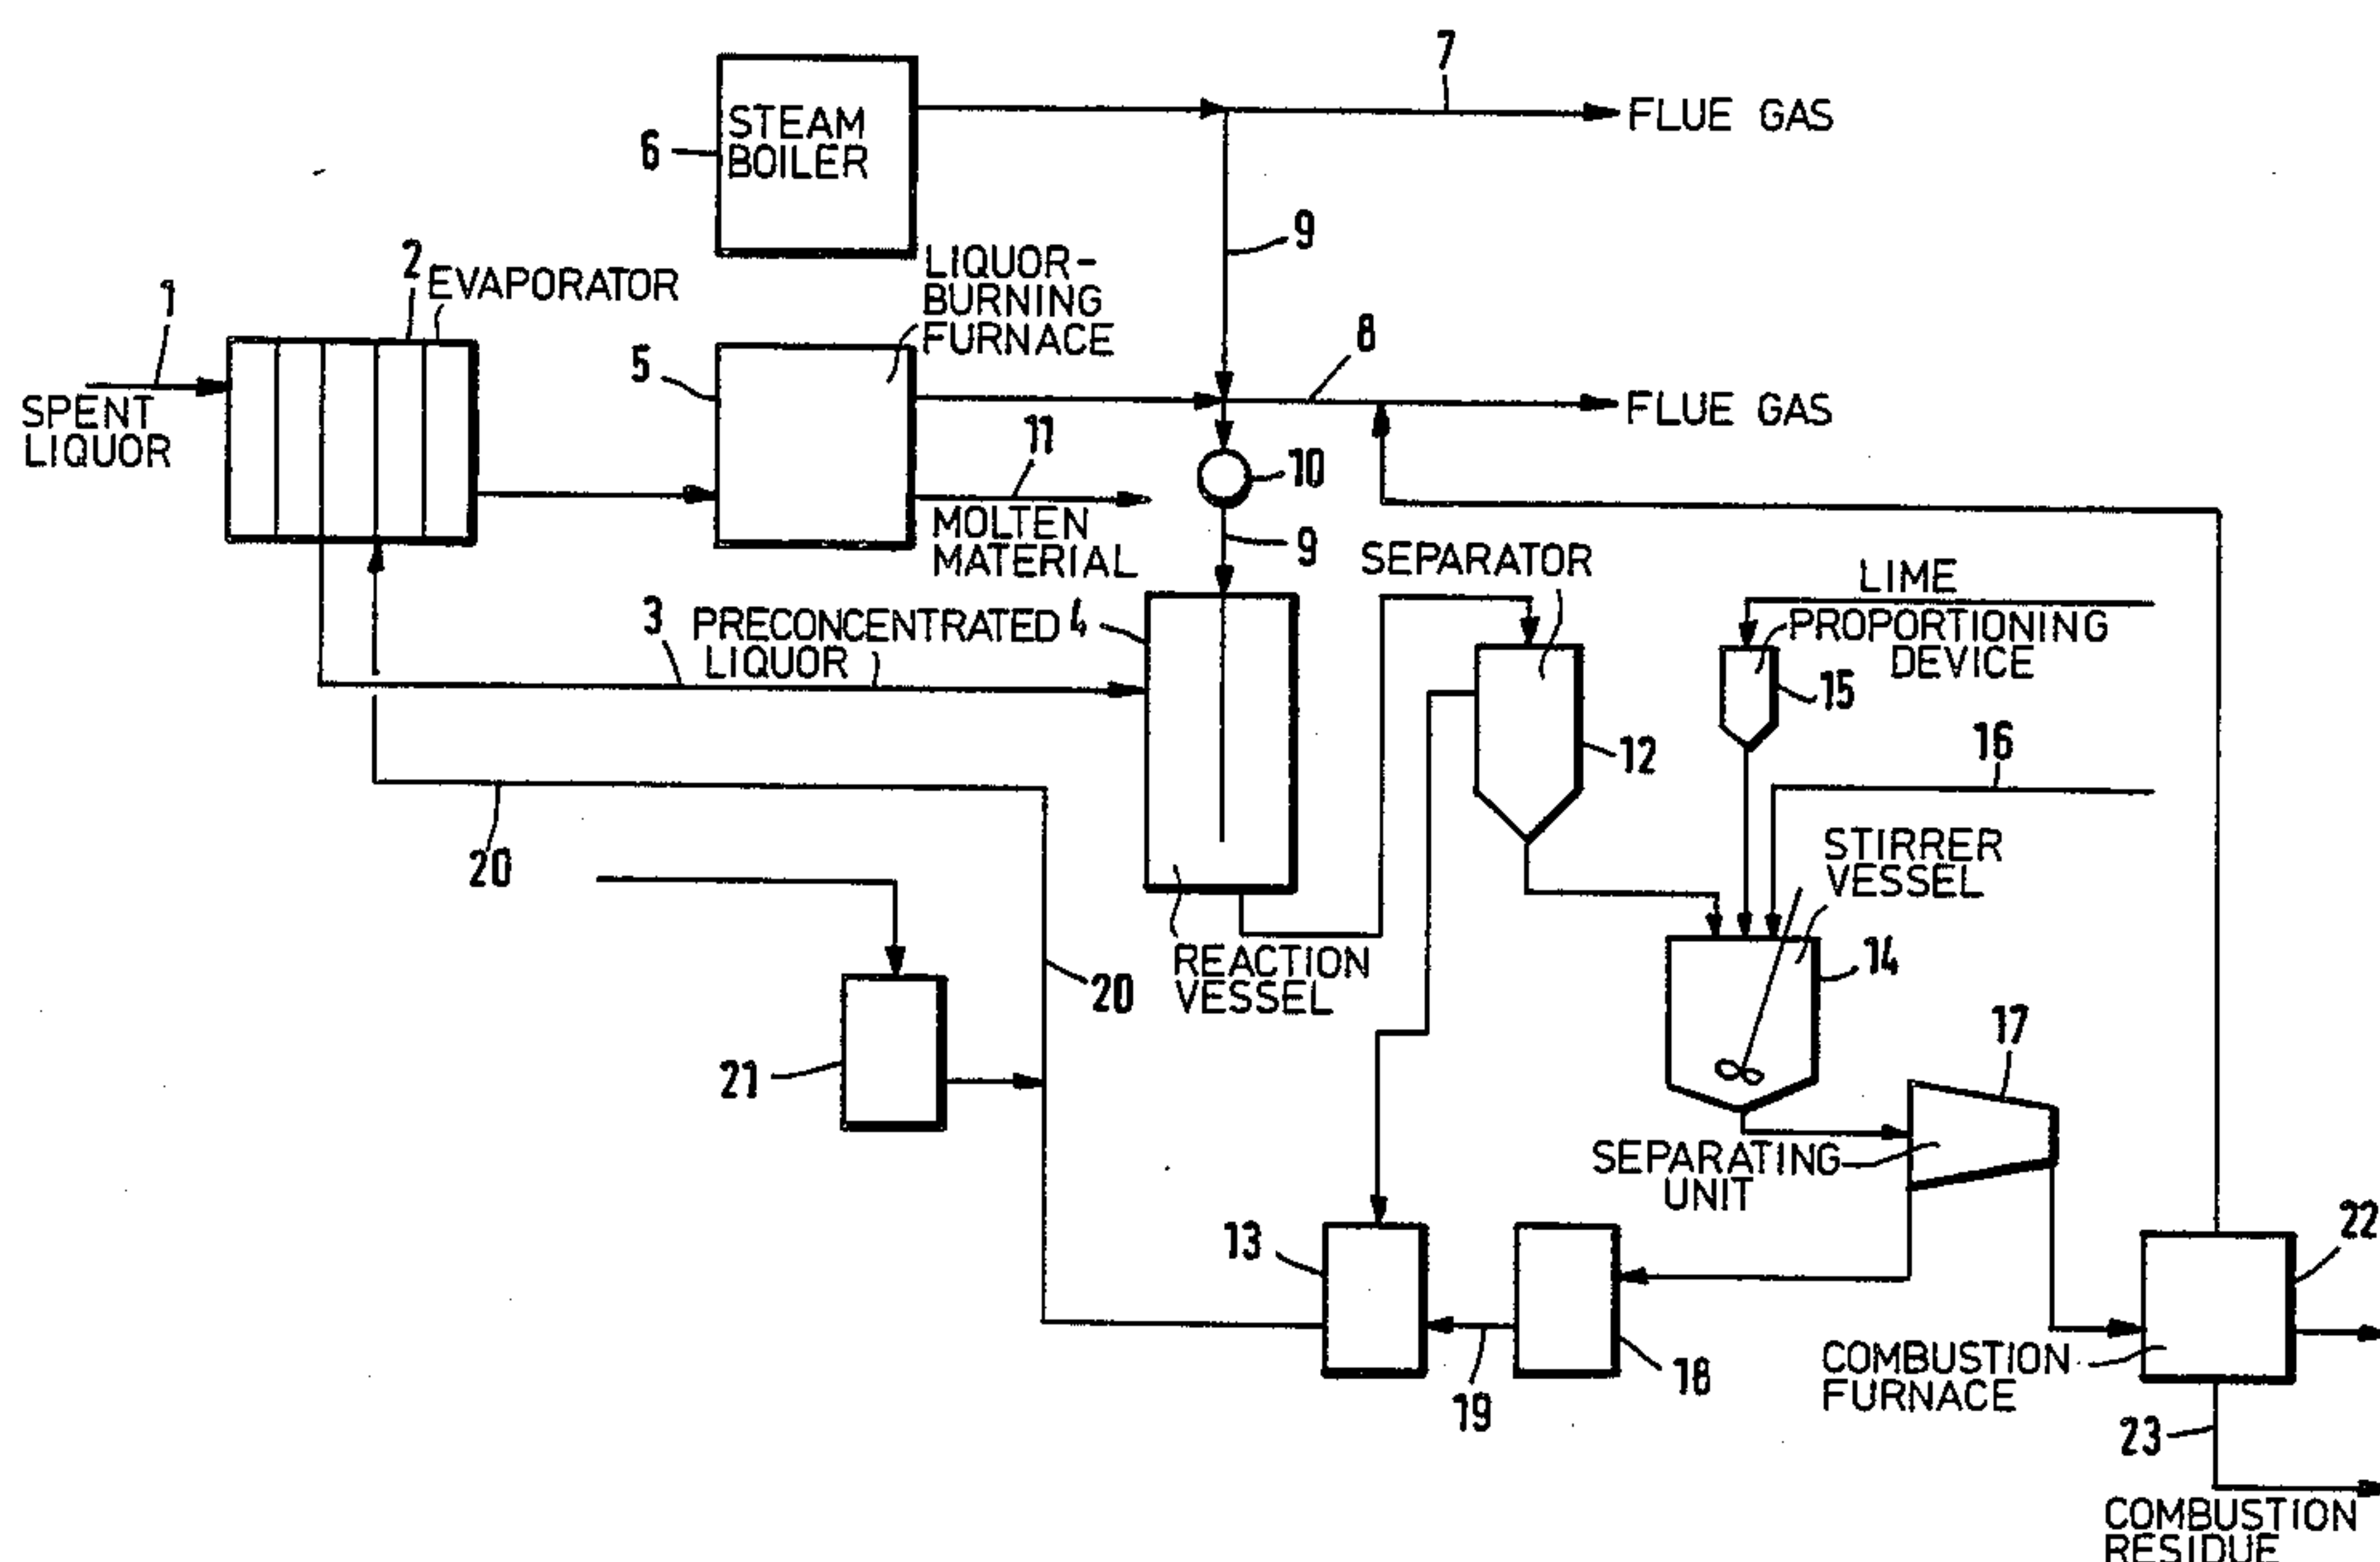 7
FLUE GAS
6
STEAM
BOILER
9
LIQUOR-
BURNING
FURNACE
2
EVAPORATOR
1
SPENT
LIQUOR
5
8
FLUE GAS
11
10
MOLTEN
MATERIAL
9
SEPARATOR
LIME
3
PRECONCENTRATED
LIQUOR
4
PROPORTIONING
DEVICE
15
12
16
20
STIRRER
VESSEL
REACTION
VESSEL
14
20
21
17
SEPARATING
UNIT
13
22
18
19
COMBUSTION
FURNACE
23
COMBUSTION
RESIDUE